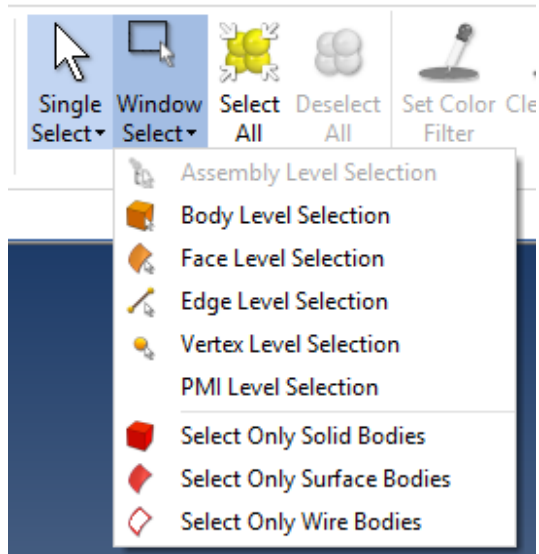 Single Window Select Deselect Set Color Cle
Select Select All All Filter
Assembly Level Selection
Body Level Selection
Face Level Selection
Edge Level Selection
Vertex Level Selection
PMI Level Selection
Select Only Solid Bodies
Select Only Surface Bodies
Select Only Wire Bodies